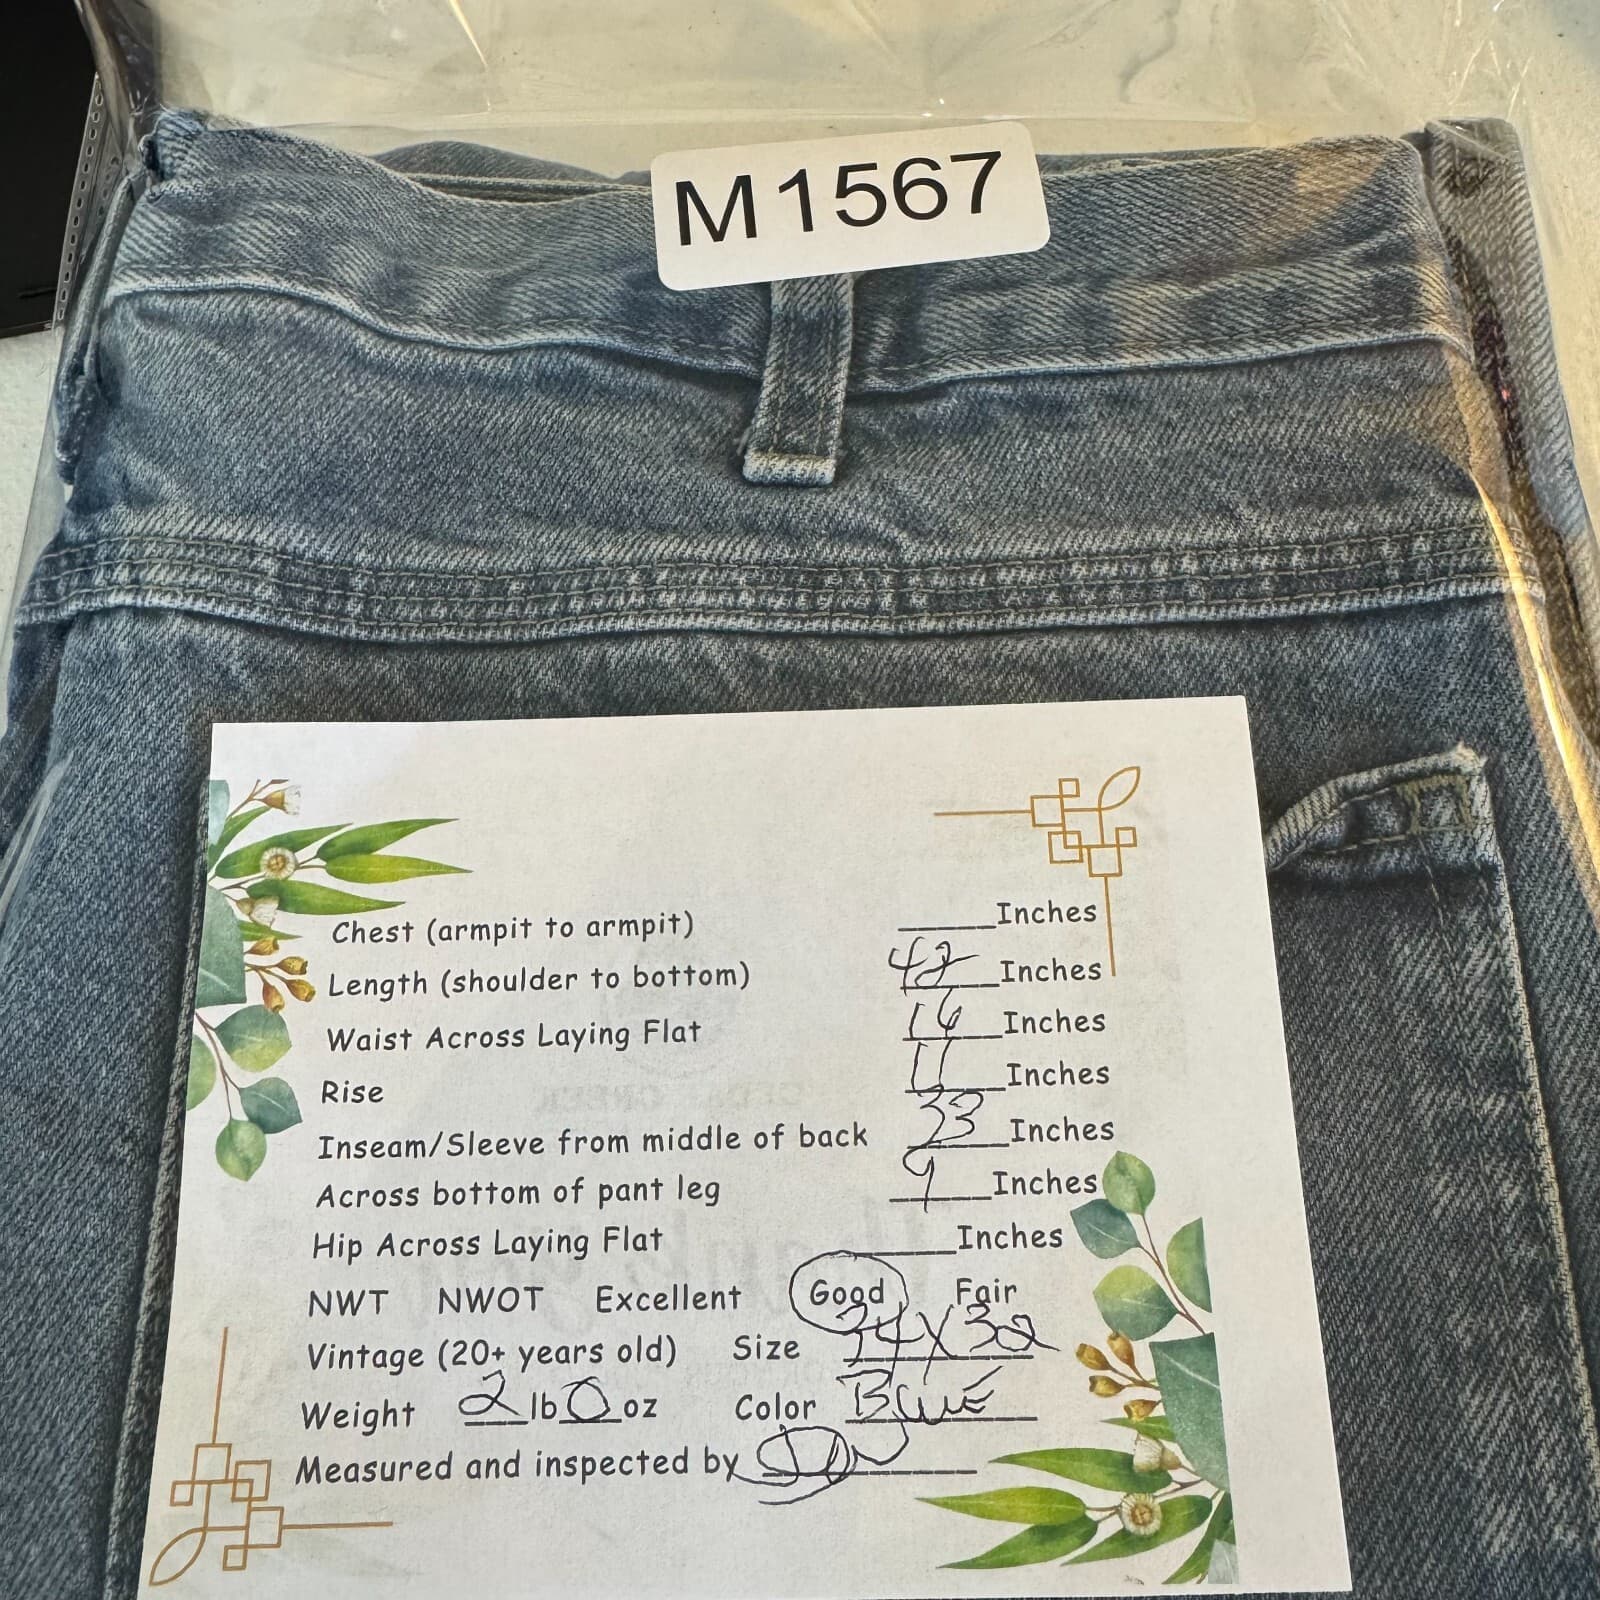 M1567
Chest (armpit to armpit) _____Inches
Length (shoulder to bottom) 42 Inches
Waist Across Laying Flat 16 Inches
Rise 11 Inches
Inseam/Sleeve from middle of back 33 Inches
Across bottom of pant leg 9 Inches
Hip Across Laying Flat _____Inches
NWT NWOT Excellent Good Fair
Vintage (20+ years old) Size 34X32
Weight 2 lb 0 oz Color BLUE
Measured and inspected by